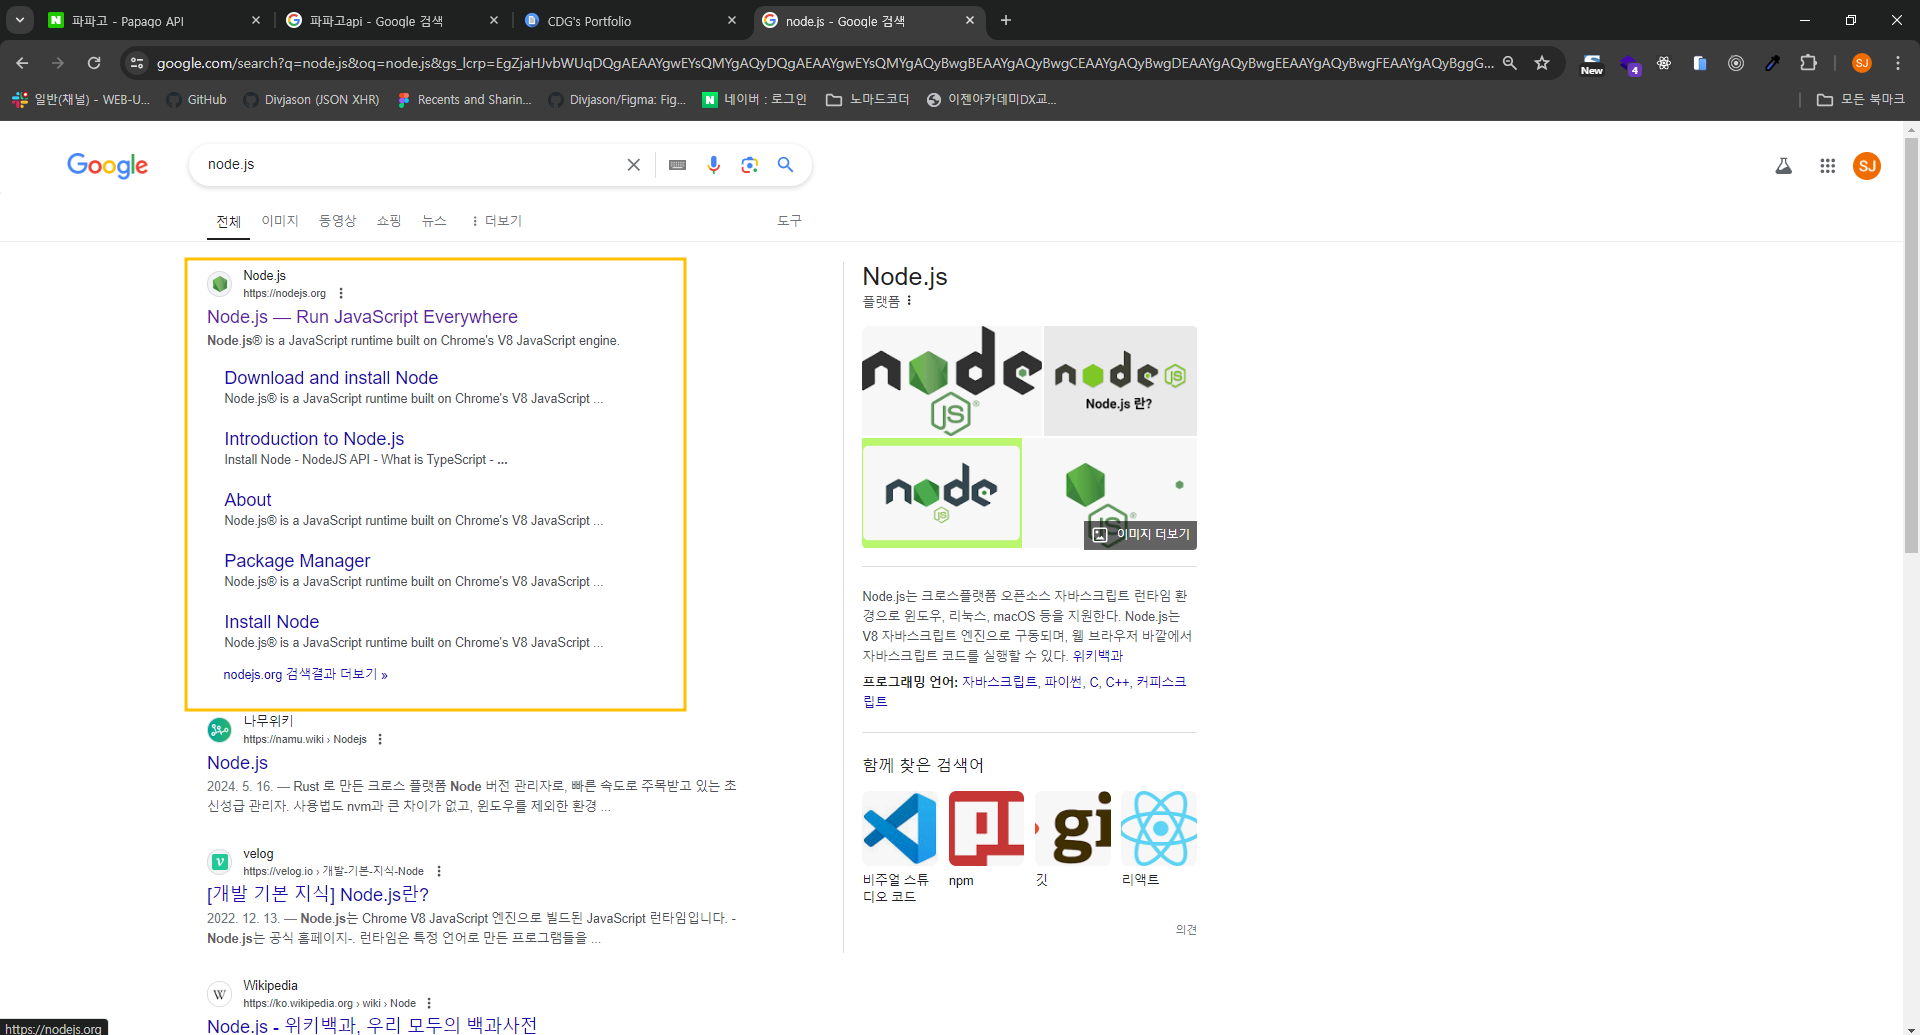 파파고 - Papago API
파파고api - Google 검색
CDG's Portfolio
node.js - Google 검색
google.com/search?q=node.js&oq=node.js&gs_lcrp=EgZjaHJvbWUqDQgAEAAYgwEYsQMYgAQyDQgAEAAYgwEYsQMYgAQyBwgBEAAYgAQyBwgCEAAYgAQyBwgDEAAYgAQyBwgEEAAYgAQyBwgFEAAYgAQyBggG...
New
4
SJ
일반(채널) - WEB-U...
GitHub
Divjason (JSON XHR)
Recents and Sharin...
Divjason/Figma: Fig...
네이버 : 로그인
노마드코더
이젠아카데미DX교...
모든 북마크
Google
node.js
SJ
전체
이미지
동영상
쇼핑
뉴스
더보기
도구
Node.js
https://nodejs.org
Node.js — Run JavaScript Everywhere
Node.js® is a JavaScript runtime built on Chrome's V8 JavaScript engine.
Download and install Node
Node.js® is a JavaScript runtime built on Chrome's V8 JavaScript ...
Introduction to Node.js
Install Node - NodeJS API - What is TypeScript - ...
About
Node.js® is a JavaScript runtime built on Chrome's V8 JavaScript ...
Package Manager
Node.js® is a JavaScript runtime built on Chrome's V8 JavaScript ...
Install Node
Node.js® is a JavaScript runtime built on Chrome's V8 JavaScript ...
nodejs.org 검색결과 더보기 »
나무위키
https://namu.wiki › Nodejs
Node.js
2024. 5. 16. — Rust 로 만든 크로스 플랫폼 Node 버전 관리자로, 빠른 속도로 주목받고 있는 초
신성급 관리자. 사용법도 nvm과 큰 차이가 없고, 윈도우를 제외한 환경 ...
velog
https://velog.io › 개발-기본-지식-Node
[개발 기본 지식] Node.js란?
2022. 12. 13. — Node.js는 Chrome V8 JavaScript 엔진으로 빌드된 JavaScript 런타임입니다. -
Node.js는 공식 홈페이지-. 런타임은 특정 언어로 만든 프로그램들을 ...
W
Wikipedia
https://ko.wikipedia.org › wiki › Node
Node.js - 위키백과, 우리 모두의 백과사전
https://nodejs.org
Node.js
플랫폼
node
JS
node JS
Node.js 란?
node
JS
JS
이미지 더보기
Node.js는 크로스플랫폼 오픈소스 자바스크립트 런타임 환
경으로 윈도우, 리눅스, macOS 등을 지원한다. Node.js는
V8 자바스크립트 엔진으로 구동되며, 웹 브라우저 바깥에서
자바스크립트 코드를 실행할 수 있다. 위키백과
프로그래밍 언어: 자바스크립트, 파이썬, C, C++, 커피스크
립트
함께 찾은 검색어
gi
비주얼 스튜
디오 코드
npm
깃
리액트
의견